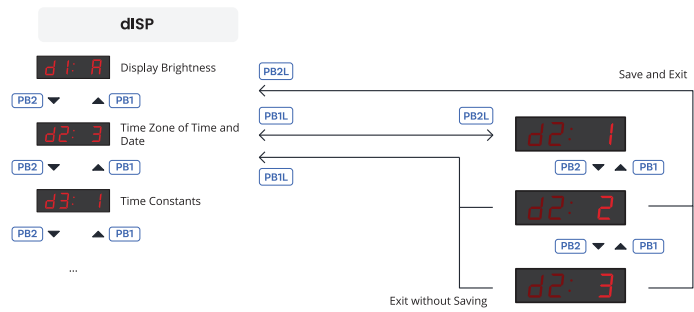 dISP
d1: A
Display Brightness
PB2L
Save and Exit
PB2
PB1
PB1L
PB2L
d2: 3
Time Zone of Time and
Date
d2: 1
PB2
PB1
PB2
PB1
PB1L
d3: 1
Time Constants
d2: 2
PB2
PB1
PB2
PB1
...
d2: 3
Exit without Saving